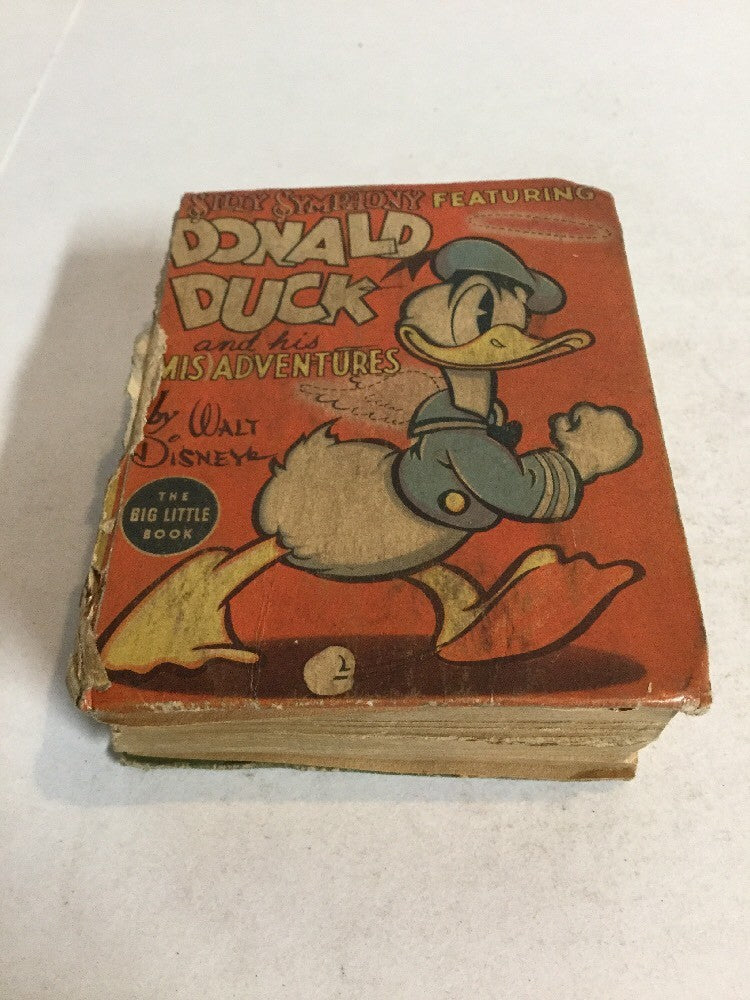 SILLY SYMPHONY FEATURING
DONALD
DUCK
and his
MIS)ADVENTURES
by WALT
DISNEY
THE
BIG LITTLE
BOOK